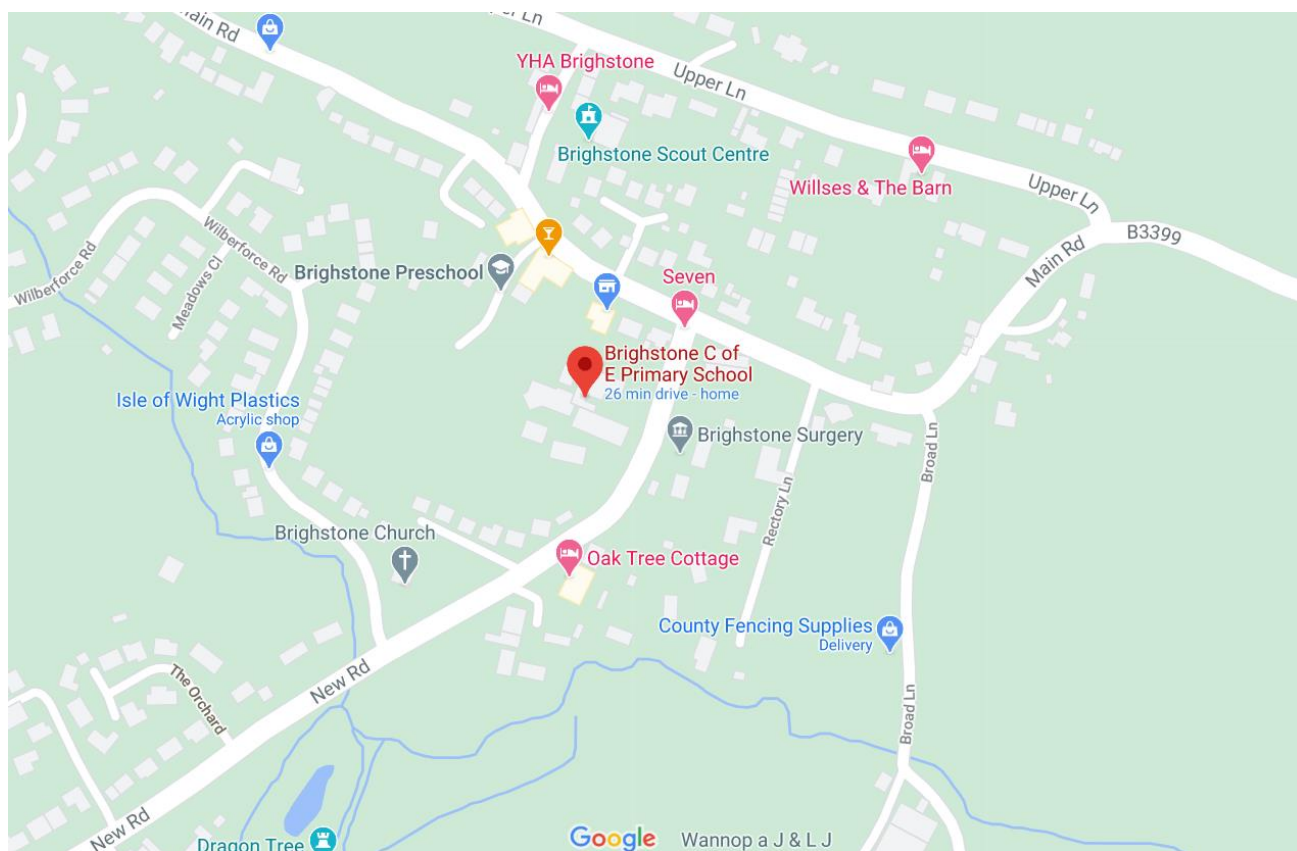 per Ln
ain Rd
YHA Brighstone
Upper Ln
Brighstone Scout Centre
Willses & The Barn
Upper Ln
B3399
Main Rd
Wilberforce Rd
Wilberforce Rd
Meadows Cl
Brighstone Preschool
Seven
Brighstone C of
E Primary School
26 min drive - home
Isle of Wight Plastics
Acrylic shop
Brighstone Surgery
Broad Ln
Rectory Ln
Brighstone Church
Oak Tree Cottage
County Fencing Supplies
Delivery
New Rd
The Orchard
Broad Ln
New Rd
Dragon Tree
Google
Wannop a J & L J